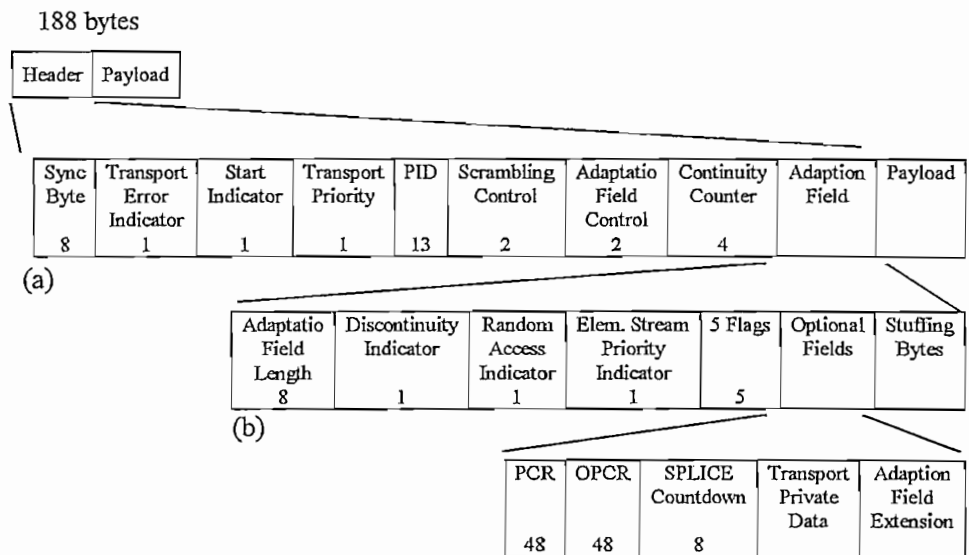 188 bytes
Header Payload
Sync Byte 8
Transport Error Indicator 1
Start Indicator 1
Transport Priority 1
PID 13
Scrambling Control 2
Adaptatio Field Control 2
Continuity Counter 4
Adaption Field
Payload
(a)
Adaptatio Field Length 8
Discontinuity Indicator 1
Random Access Indicator 1
Elem. Stream Priority Indicator 1
5 Flags 5
Optional Fields
Stuffing Bytes
(b)
PCR 48
OPCR 48
SPLICE Countdown 8
Transport Private Data
Adaption Field Extension